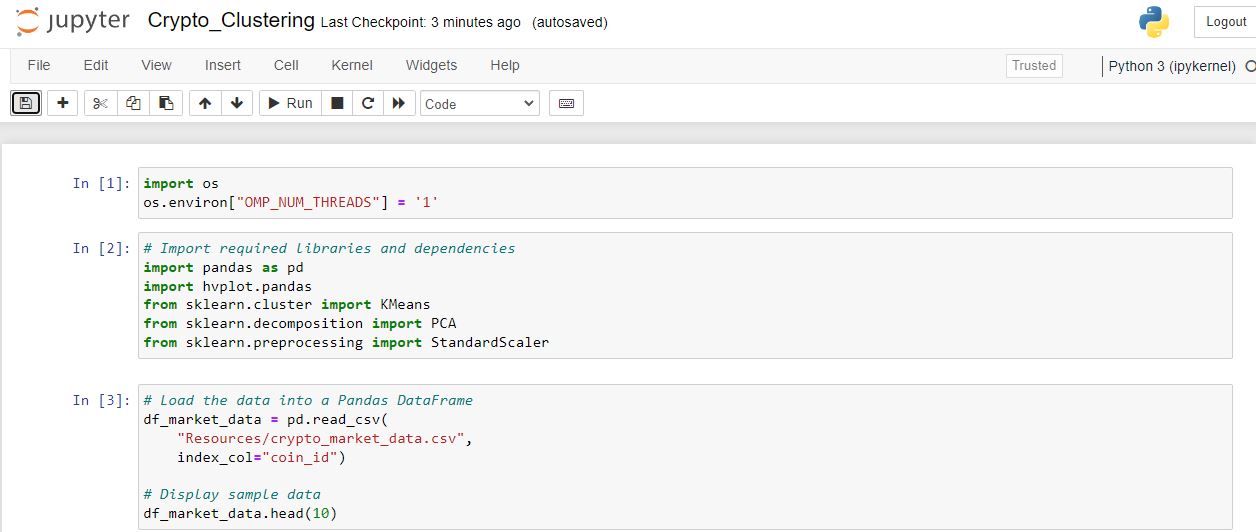 jupyter Crypto_Clustering Last Checkpoint: 3 minutes ago (autosaved) Logout
File Edit View Insert Cell Kernel Widgets Help Trusted Python 3 (ipykernel)
Run Code
In [1]: import os
os.environ["OMP_NUM_THREADS"] = '1'
In [2]: # Import required libraries and dependencies
import pandas as pd
import hvplot.pandas
from sklearn.cluster import KMeans
from sklearn.decomposition import PCA
from sklearn.preprocessing import StandardScaler
In [3]: # Load the data into a Pandas DataFrame
df_market_data = pd.read_csv(
    "Resources/crypto_market_data.csv",
    index_col="coin_id")
# Display sample data
df_market_data.head(10)